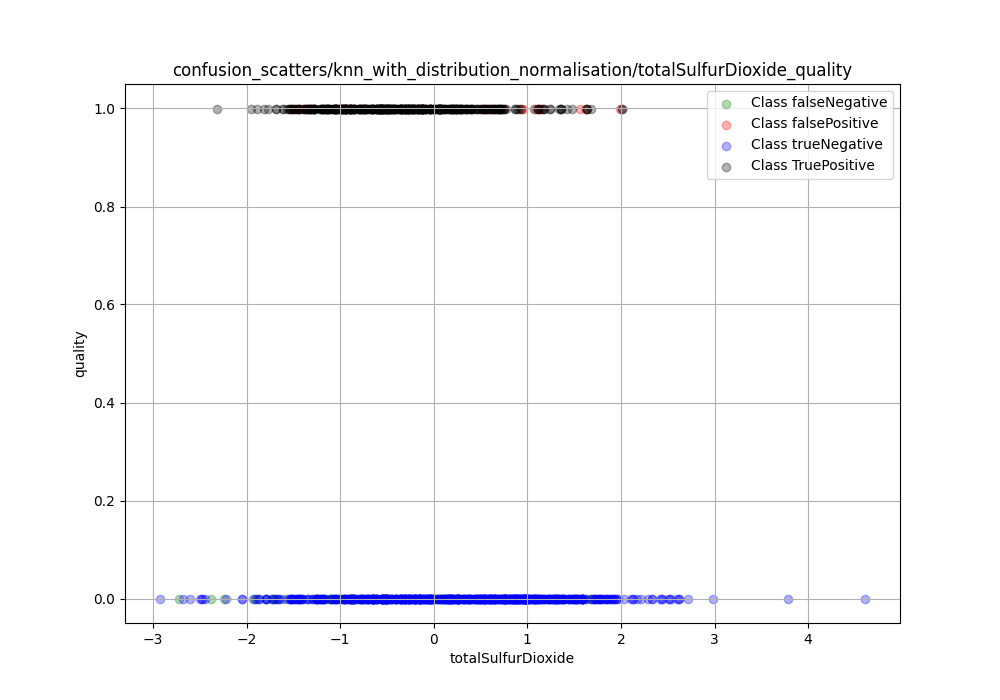 confusion_scatters/knn_with_distribution_normalisation/totalSulfurDioxide_quality
Class falseNegative
Class falsePositive
Class trueNegative
Class TruePositive
1.0
0.8
0.6
0.4
0.2
0.0
quality
−3 −2 −1 0 1 2 3 4
totalSulfurDioxide